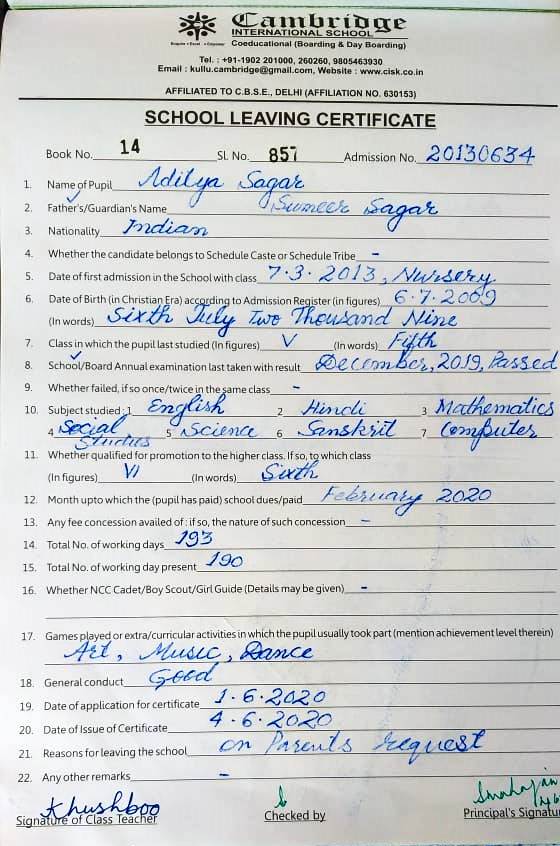 Cambridge
INTERNATIONAL SCHOOL
Coeducational (Boarding & Day Boarding)
Tel. : +91-1902 201000, 260260, 9805463930
Email : kullu.cambridge@gmail.com, Website : www.cisk.co.in
AFFILIATED TO C.B.S.E., DELHI (AFFILIATION NO. 630153)
SCHOOL LEAVING CERTIFICATE
Book No. 14 Sl. No. 857 Admission No. 20130634
1. Name of Pupil Aditya Sagar
2. Father's/Guardian's Name Sumeer Sagar
3. Nationality Indian
4. Whether the candidate belongs to Schedule Caste or Schedule Tribe -
5. Date of first admission in the School with class 7.3.2013, Nursery
6. Date of Birth (in Christian Era) according to Admission Register (in figures) 6.7.2009
(In words) Sixth July Two Thousand Nine
7. Class in which the pupil last studied (In figures) V (In words) Fifth
8. School/Board Annual examination last taken with result December, 2019, Passed
9. Whether failed, if so once/twice in the same class -
10. Subject studied : 1 English 2 Hindi 3 Mathematics
4 Social Studies 5 Science 6 Sanskrit 7 Computer
11. Whether qualified for promotion to the higher class. If so, to which class
(In figures) VI (In words) Sixth
12. Month upto which the (pupil has paid) school dues/paid February 2020
13. Any fee concession availed of : if so, the nature of such concession -
14. Total No. of working days 193
15. Total No. of working day present 190
16. Whether NCC Cadet/Boy Scout/Girl Guide (Details may be given) -
17. Games played or extra/curricular activities in which the pupil usually took part (mention achievement level therein)
Art, Music, Dance
18. General conduct Good
19. Date of application for certificate 1.6.2020
20. Date of Issue of Certificate 4.6.2020
21. Reasons for leaving the school on Parents request
22. Any other remarks -
Khushboo
Signature of Class Teacher Checked by Principal's Signatu